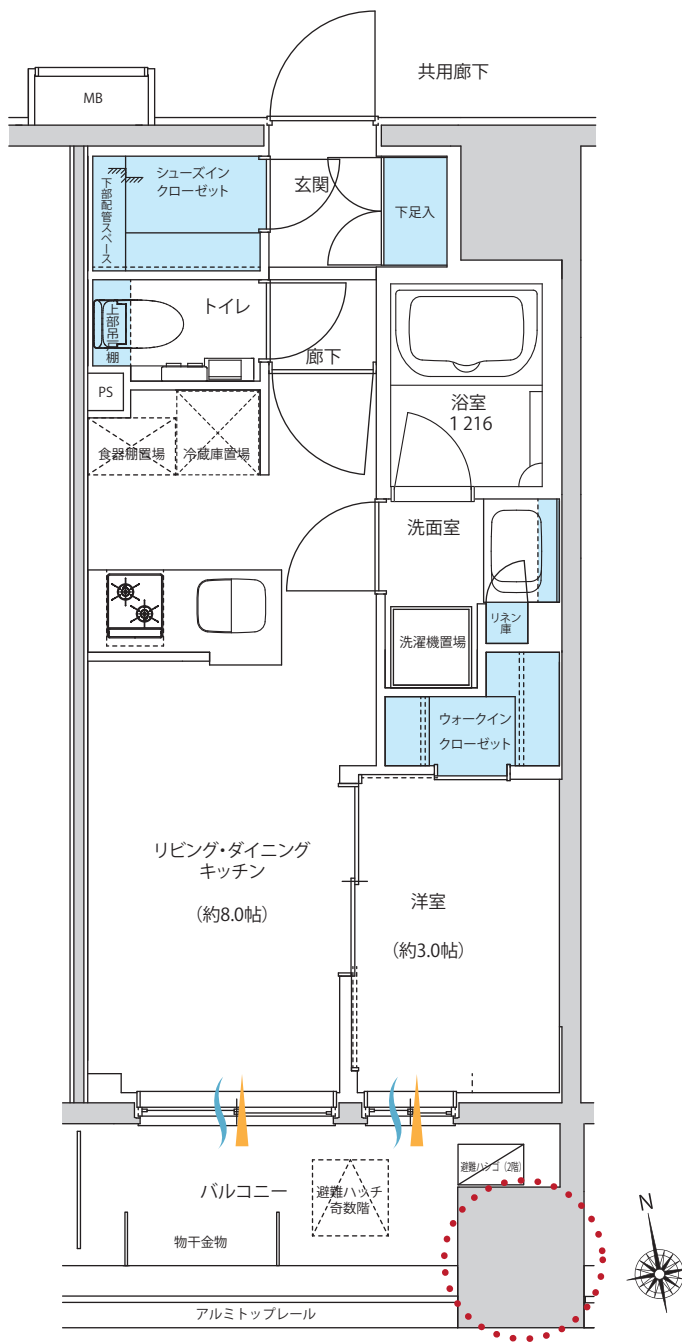 共用廊下
MB
シューズイン
クローゼット
下部配管スペース
玄関
下足入
トイレ
上部吊戸棚
廊下
PS
浴室
1 216
食器棚置場
冷蔵庫置場
洗面室
リネン
庫
洗濯機置場
ウォークイン
クローゼット
リビング・ダイニング
キッチン
(約8.0帖)
洋室
(約3.0帖)
避難ハシゴ(2階)
バルコニー
避難ハッチ
奇数階
物干金物
アルミトップレール
N